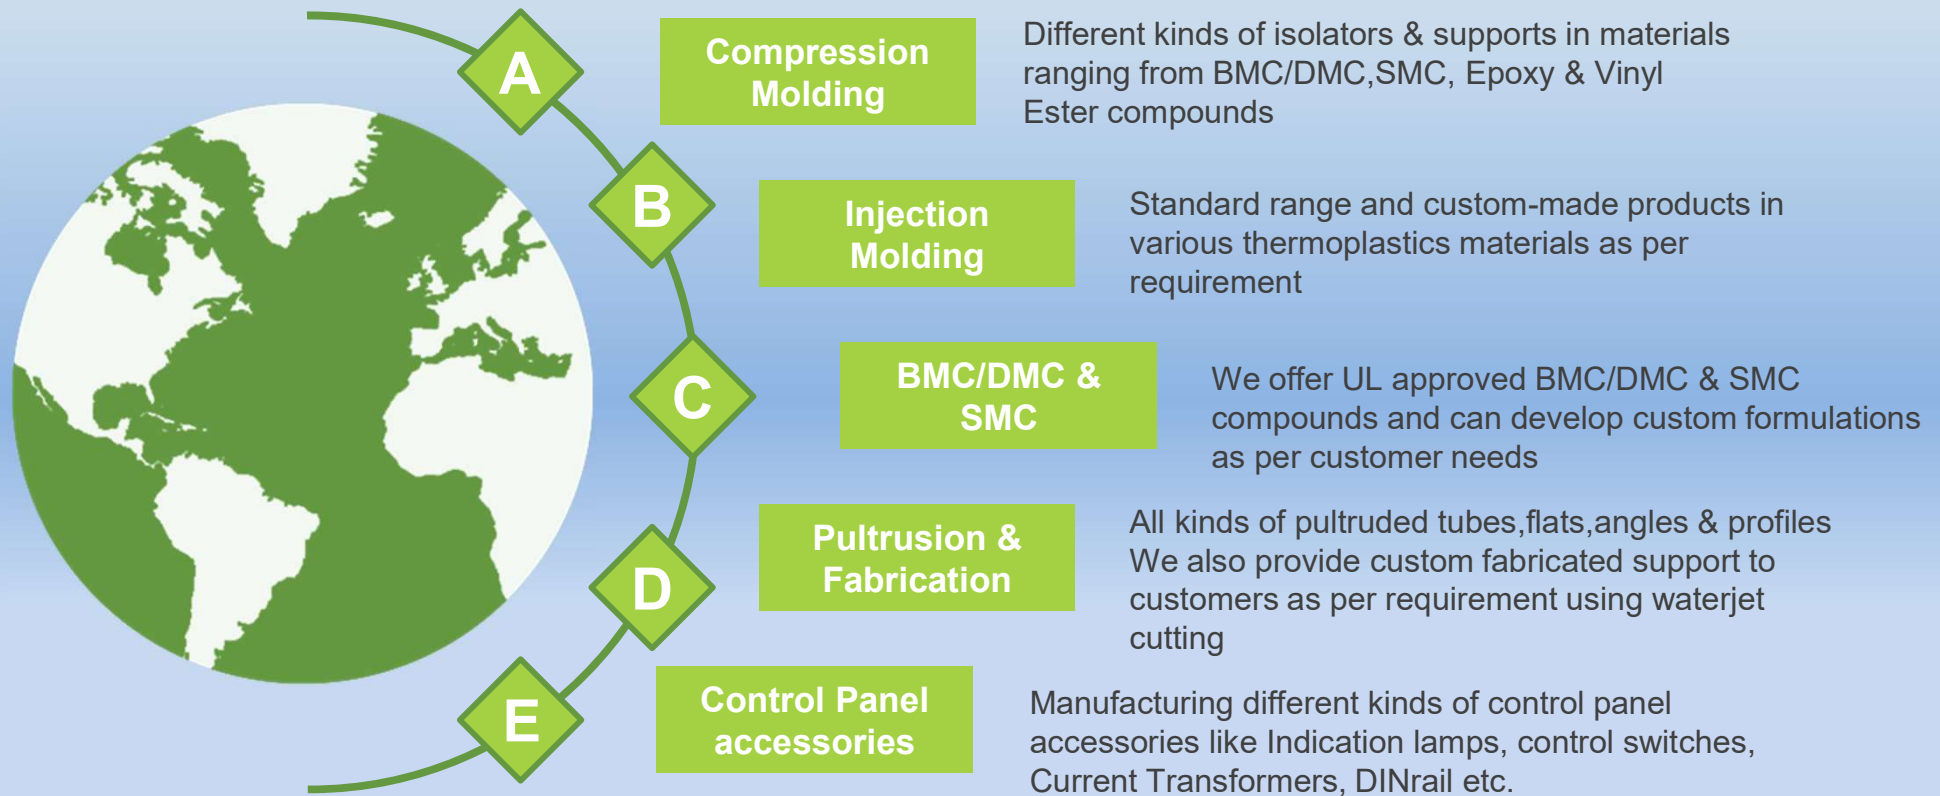 A
Compression
Molding
Different kinds of isolators & supports in materials
ranging from BMC/DMC,SMC, Epoxy & Vinyl
Ester compounds
B
Injection
Molding
Standard range and custom-made products in
various thermoplastics materials as per
requirement
C
BMC/DMC &
SMC
We offer UL approved BMC/DMC & SMC
compounds and can develop custom formulations
as per customer needs
D
Pultrusion &
Fabrication
All kinds of pultruded tubes,flats,angles & profiles
We also provide custom fabricated support to
customers as per requirement using waterjet
cutting
E
Control Panel
accessories
Manufacturing different kinds of control panel
accessories like Indication lamps, control switches,
Current Transformers, DINrail etc.